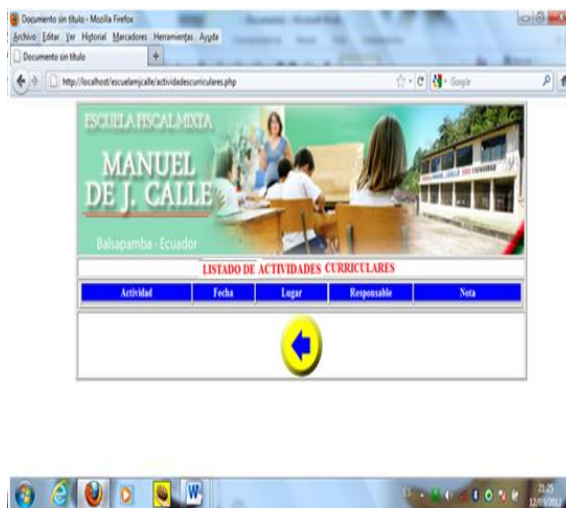 Documento sin título - Mozilla Firefox
Archivo Editar Ver Historial Marcadores Herramientas Ayuda
Documento sin título
http://localhost/escuelamjcalle/actividadescurriculares.php
Google
ESCUELA FISCAL MIXTA
MANUEL
DE J. CALLE
Balsapamba - Ecuador
LISTADO DE ACTIVIDADES CURRICULARES
Actividad Fecha Lugar Responsable Nota
ES
21:25
12/03/2012